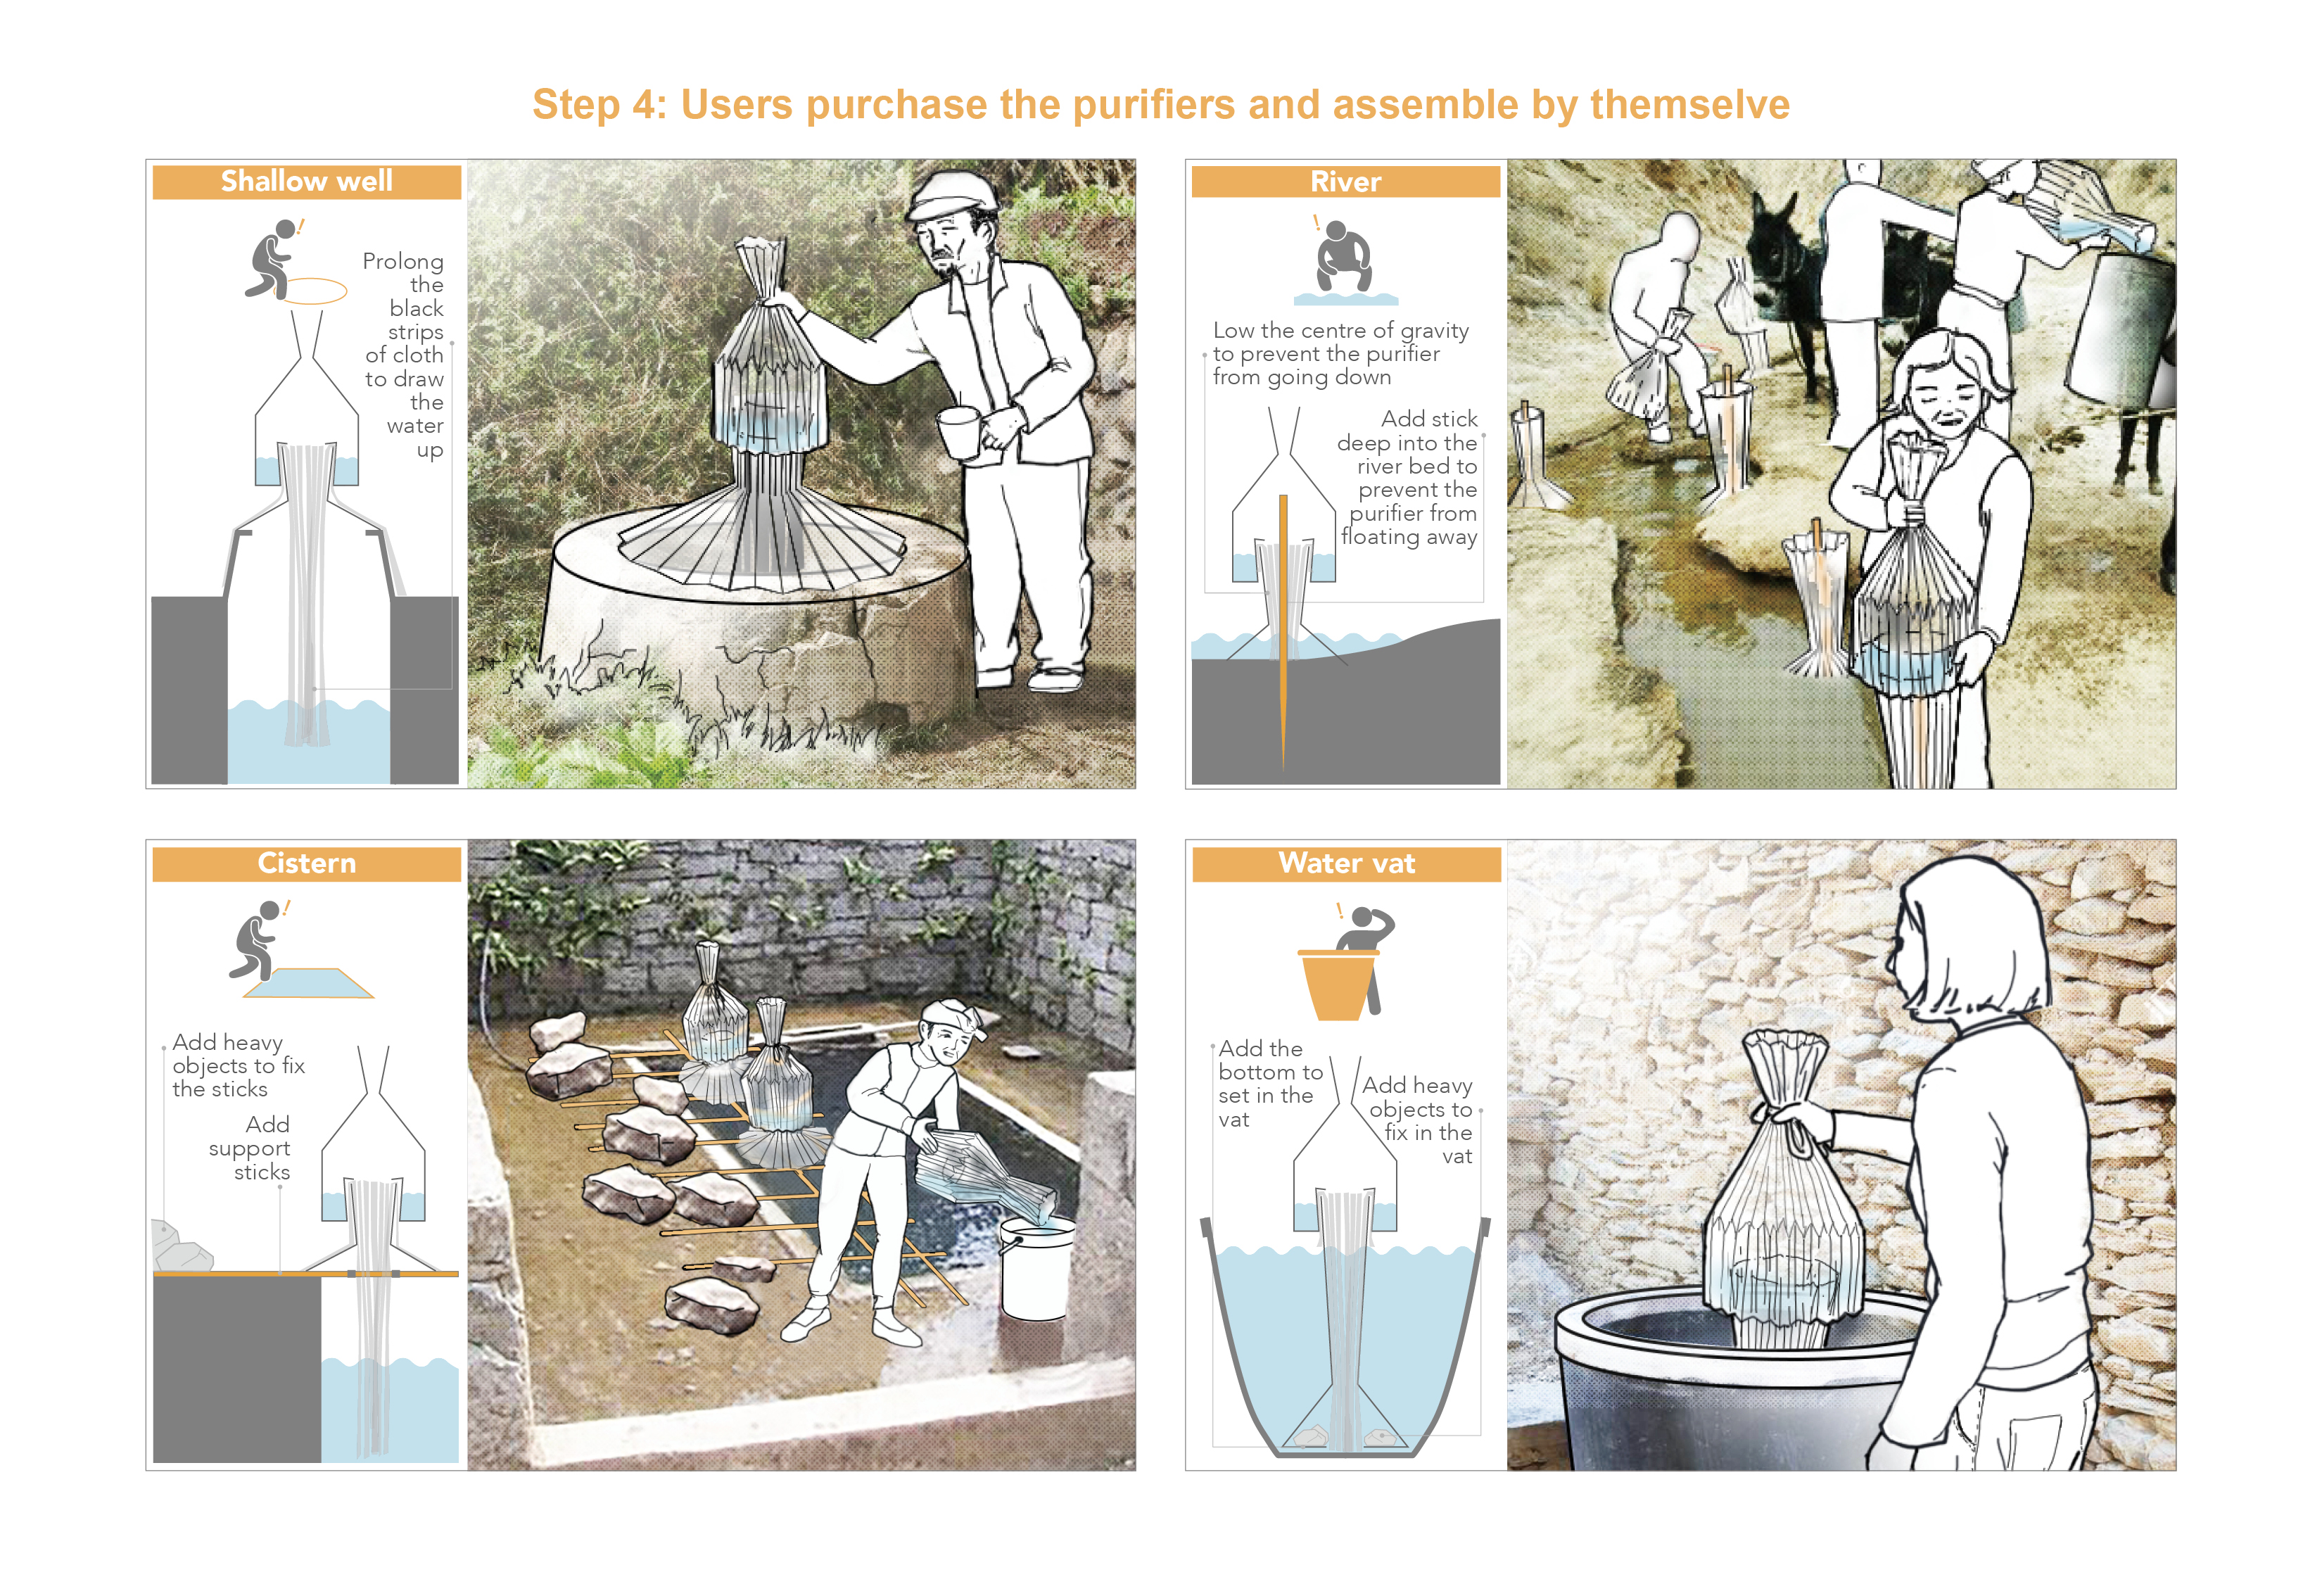 Step 4: Users purchase the purifiers and assemble by themselve
Shallow well
Prolong
the
black
strips
of cloth
to draw
the
water
up
River
Low the centre of gravity
to prevent the purifier
from going down
Add stick
deep into the
river bed to
prevent the
purifier from
floating away
Cistern
Add heavy
objects to fix
the sticks
Add
support
sticks
Water vat
Add the
bottom to
set in the
vat
Add heavy
objects to
fix in the
vat